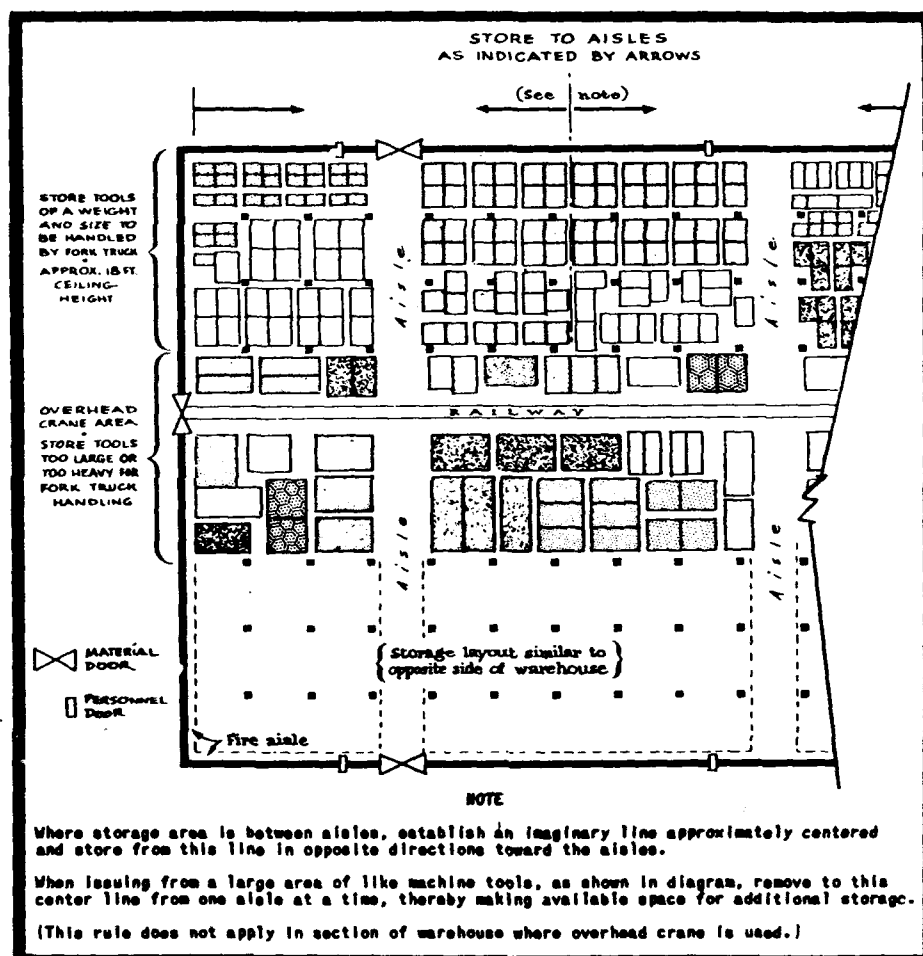 STORE TO AISLES
AS INDICATED BY ARROWS
(See note)
STORE TOOLS
OF A WEIGHT
AND SIZE TO
BE HANDLED
BY FORK TRUCK
APPROX. 18 FT.
CEILING
HEIGHT
Aisle
Aisle
RAILWAY
OVERHEAD
CRANE AREA
STORE TOOLS
TOO LARGE OR
TOO HEAVY FOR
FORK TRUCK
HANDLING
Aisle
Aisle
MATERIAL
DOOR
PERSONNEL
DOOR
Storage layout similar to
opposite side of warehouse
Fire aisle
NOTE
Where storage area is between aisles, establish an imaginary line approximately centered
and store from this line in opposite directions toward the aisles.
When issuing from a large area of like machine tools, as shown in diagram, remove to this
center line from one aisle at a time, thereby making available space for additional storage.
(This rule does not apply in section of warehouse where overhead crane is used.)